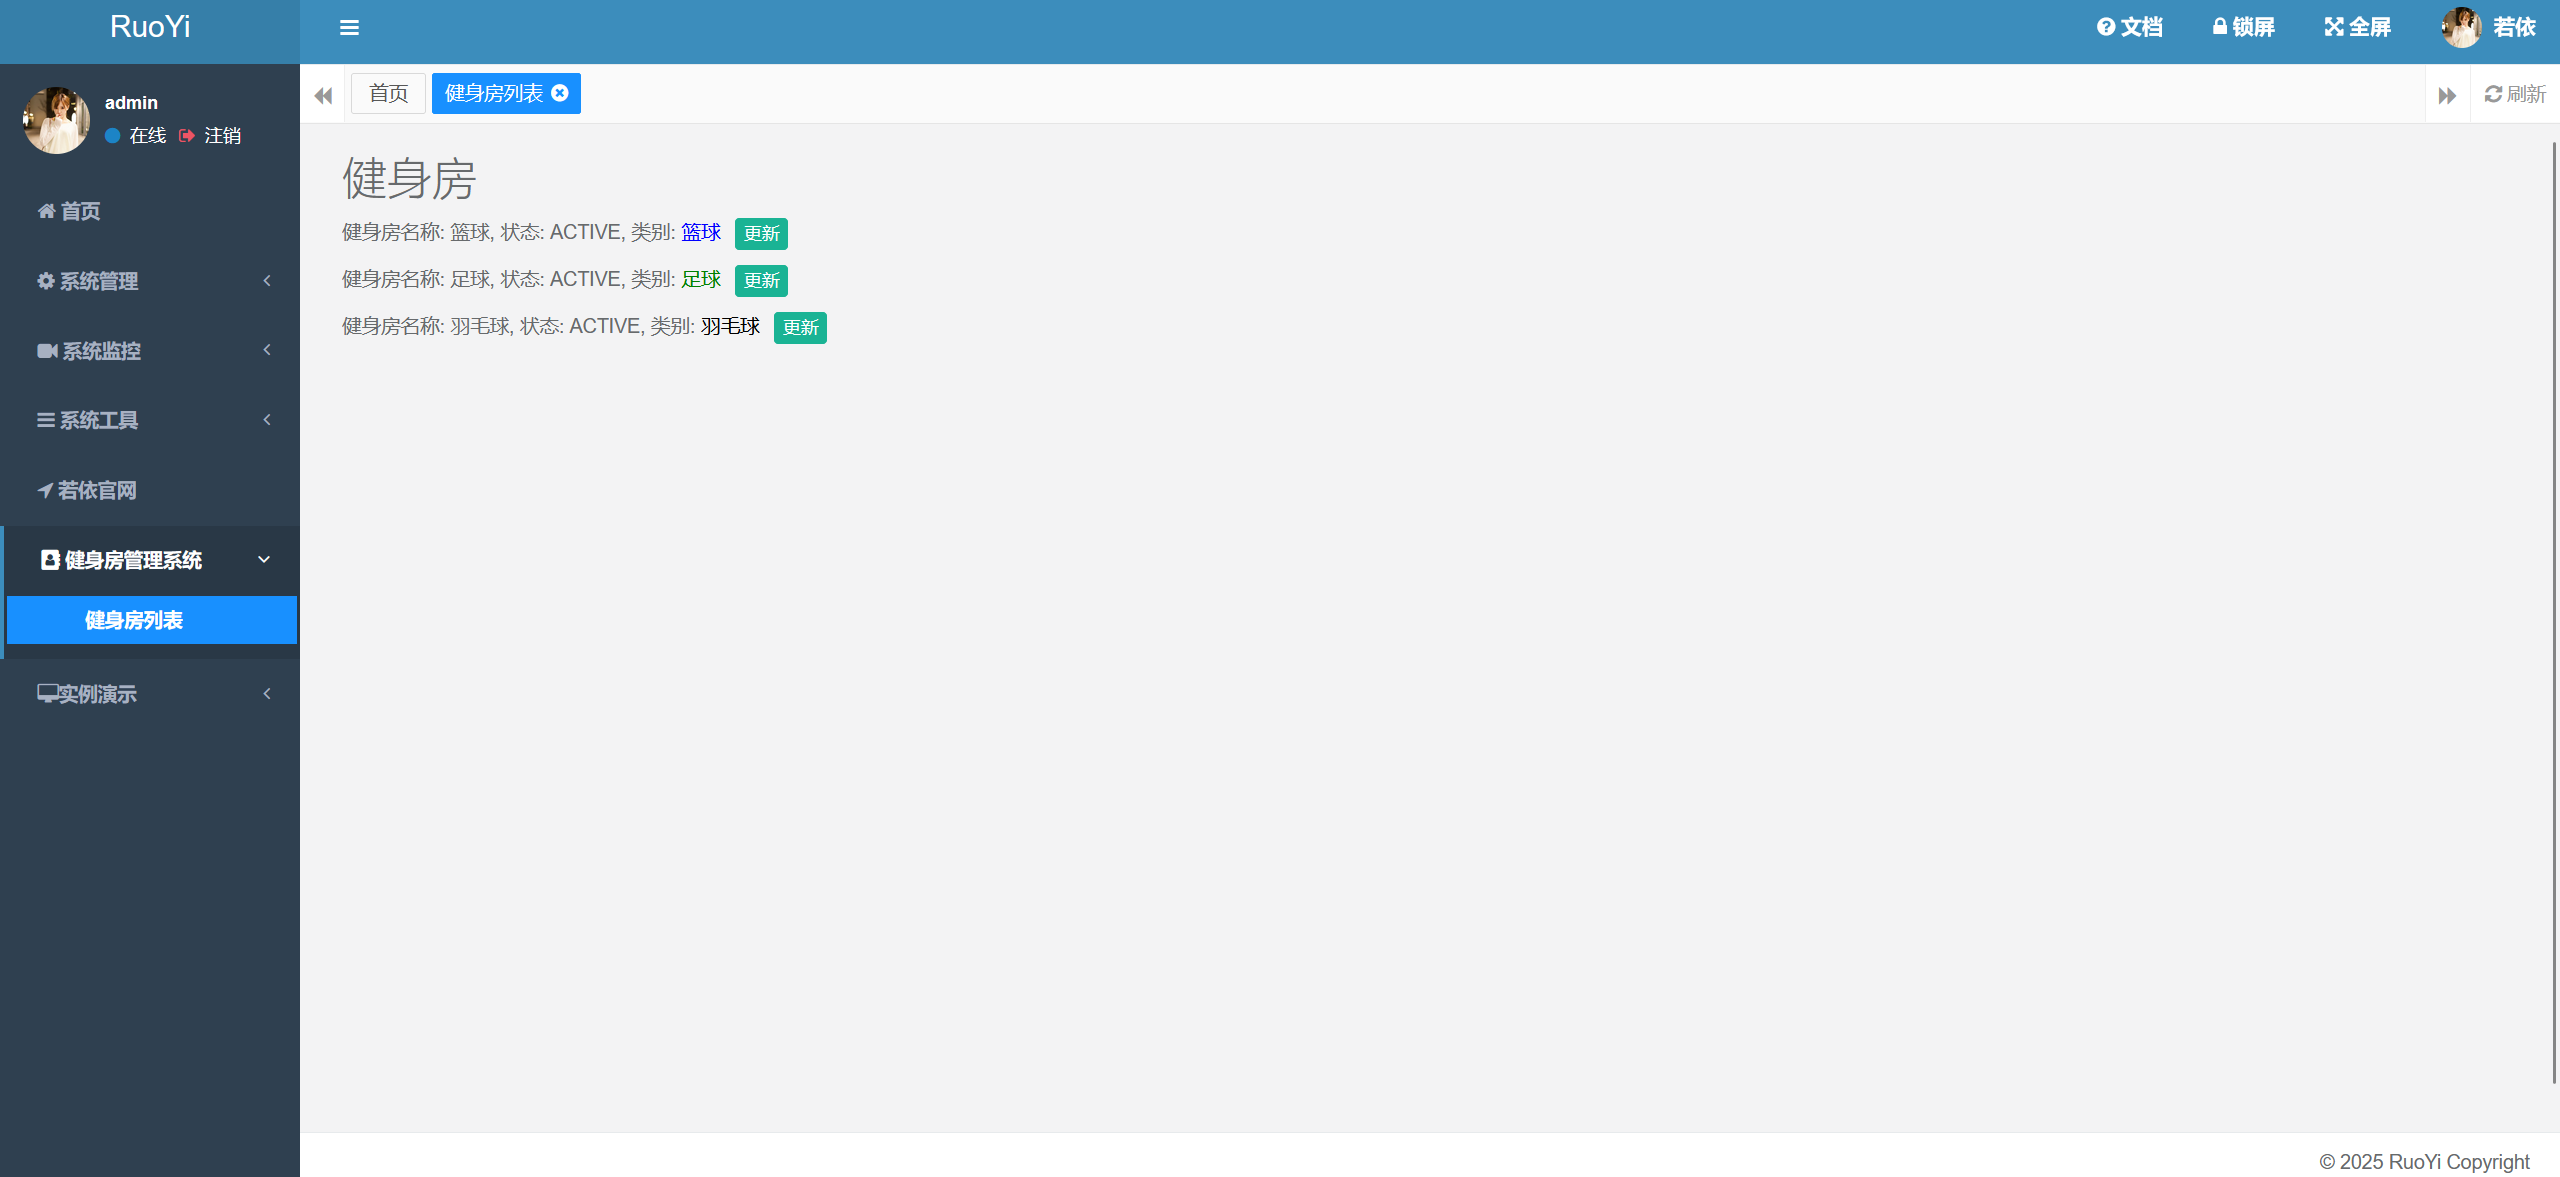 RuoYi
文档 锁屏 全屏 若依
admin
在线 注销
首页 健身房列表 刷新
首页
系统管理
系统监控
系统工具
若依官网
健身房管理系统
健身房列表
实例演示
健身房
健身房名称: 篮球, 状态: ACTIVE, 类别: 篮球 更新
健身房名称: 足球, 状态: ACTIVE, 类别: 足球 更新
健身房名称: 羽毛球, 状态: ACTIVE, 类别: 羽毛球 更新
© 2025 RuoYi Copyright